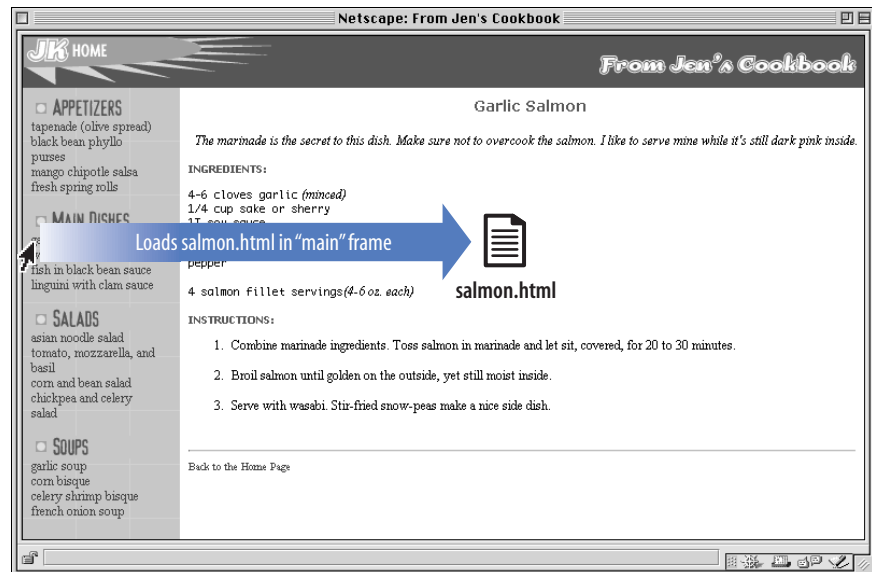 Netscape: From Jen's Cookbook
JK HOME
From Jen's Cookbook
APPETIZERS
tapenade (olive spread)
black bean phyllo
purses
mango chipotle salsa
fresh spring rolls
MAIN DISHES
fish in black bean sauce
linguini with clam sauce
SALADS
asian noodle salad
tomato, mozzarella, and
basil
corn and bean salad
chickpea and celery
salad
SOUPS
garlic soup
corn bisque
celery shrimp bisque
french onion soup
Garlic Salmon
The marinade is the secret to this dish. Make sure not to overcook the salmon. I like to serve mine while it's still dark pink inside.
INGREDIENTS:
4-6 cloves garlic (minced)
1/4 cup sake or sherry
1T soy sauce
Loads salmon.html in "main" frame
pepper
4 salmon fillet servings(4-6 oz. each)
salmon.html
INSTRUCTIONS:
1. Combine marinade ingredients. Toss salmon in marinade and let sit, covered, for 20 to 30 minutes.
2. Broil salmon until golden on the outside, yet still moist inside.
3. Serve with wasabi. Stir-fried snow-peas make a nice side dish.
Back to the Home Page